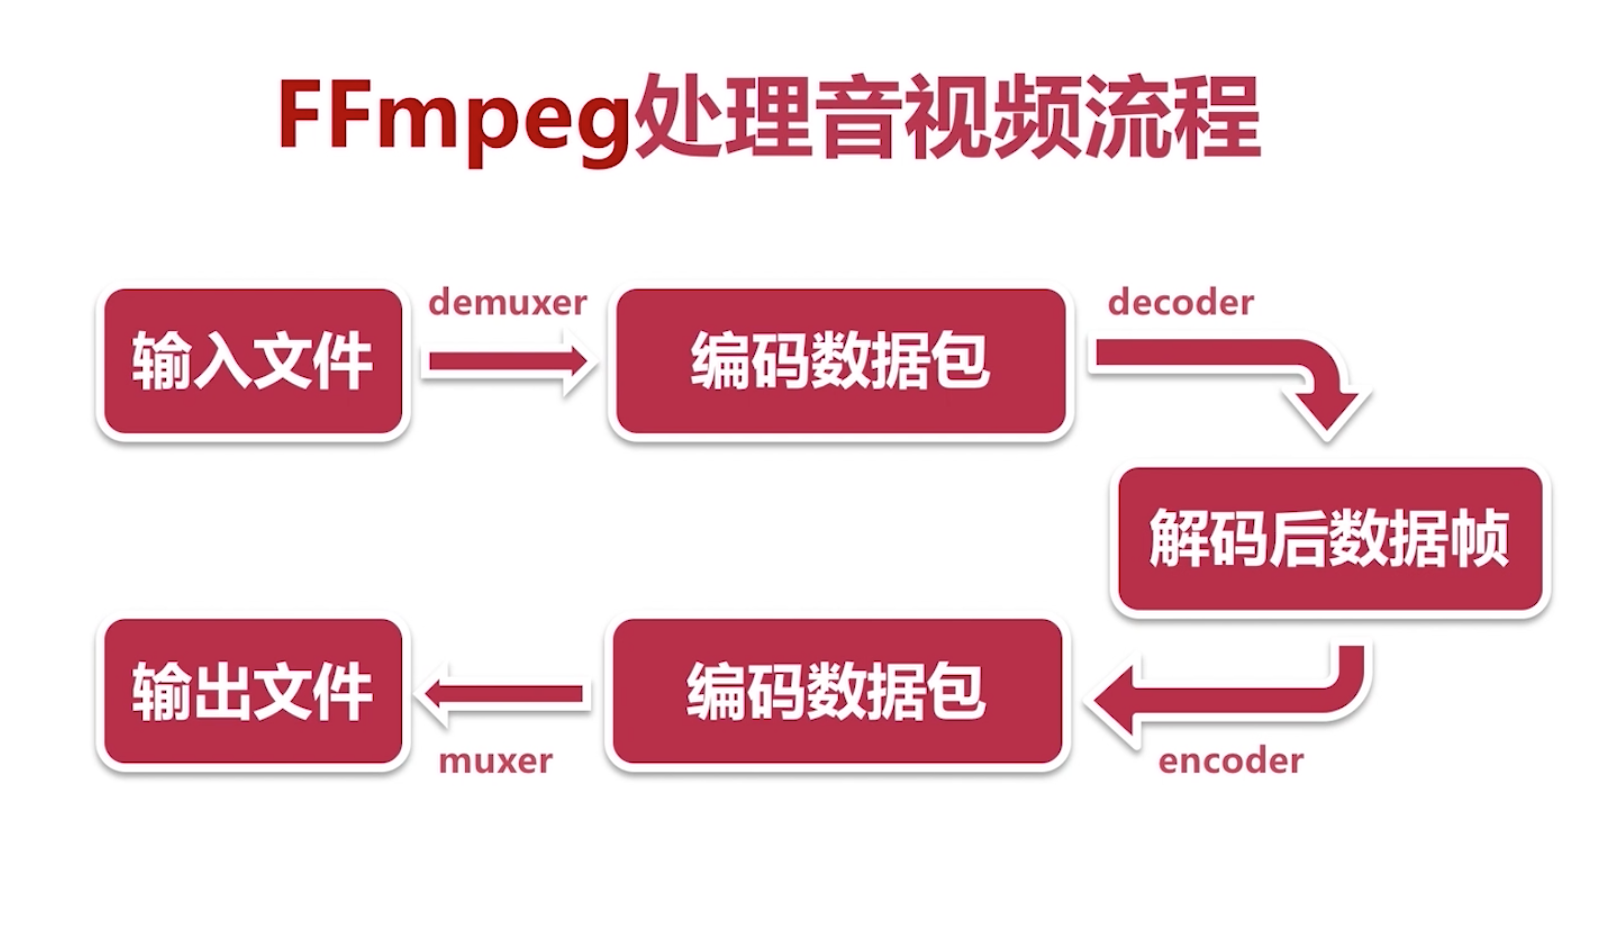 FFmpeg处理音视频流程
demuxer
decoder
输入文件
编码数据包
解码后数据帧
输出文件
编码数据包
muxer
encoder